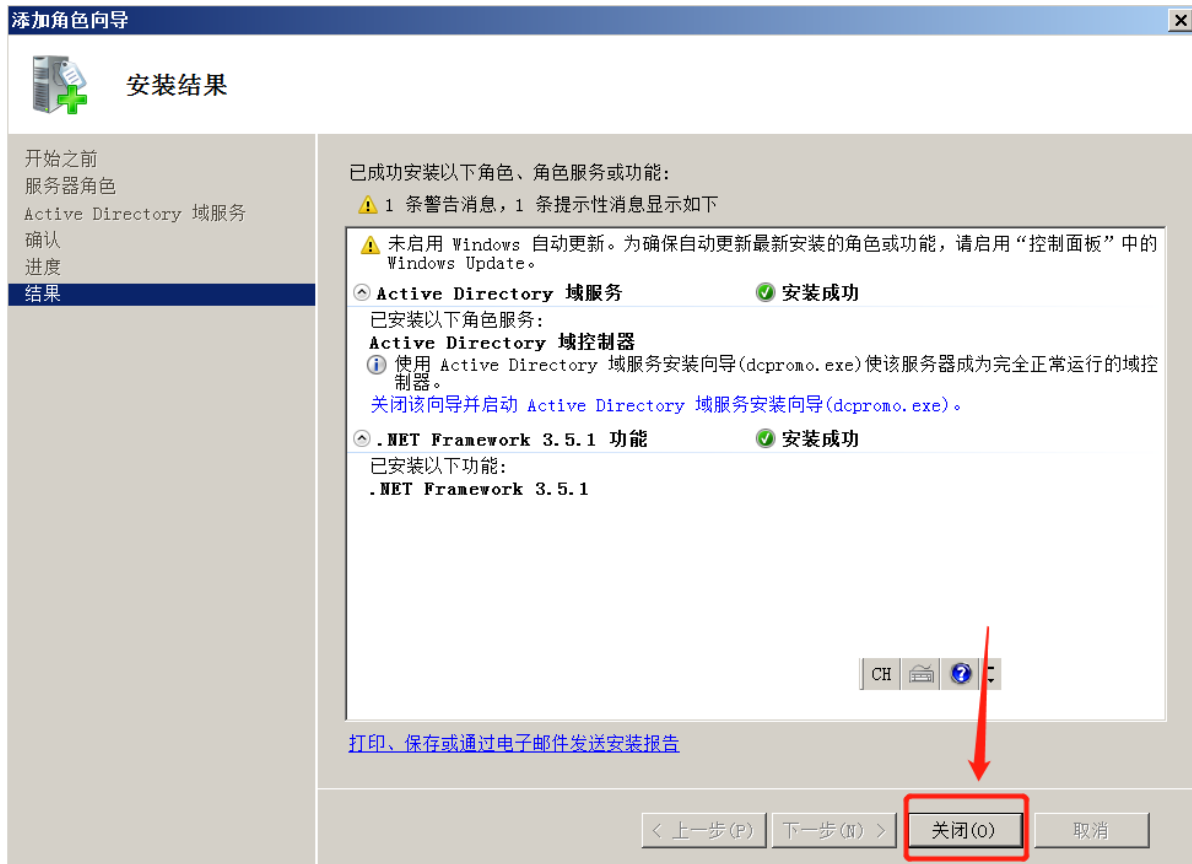 添加角色向导
安装结果
开始之前
服务器角色
Active Directory 域服务
确认
进度
结果
已成功安装以下角色、角色服务或功能:
1 条警告消息，1 条提示性消息显示如下
未启用 Windows 自动更新。为确保自动更新最新安装的角色或功能，请启用“控制面板”中的
Windows Update。
Active Directory 域服务 安装成功
已安装以下角色服务:
Active Directory 域控制器
使用 Active Directory 域服务安装向导(dcpromo.exe)使该服务器成为完全正常运行的域控
制器。
关闭该向导并启动 Active Directory 域服务安装向导(dcpromo.exe)。
.NET Framework 3.5.1 功能 安装成功
已安装以下功能:
.NET Framework 3.5.1
CH
打印、保存或通过电子邮件发送安装报告
< 上一步(P) 下一步(N) > 关闭(O) 取消